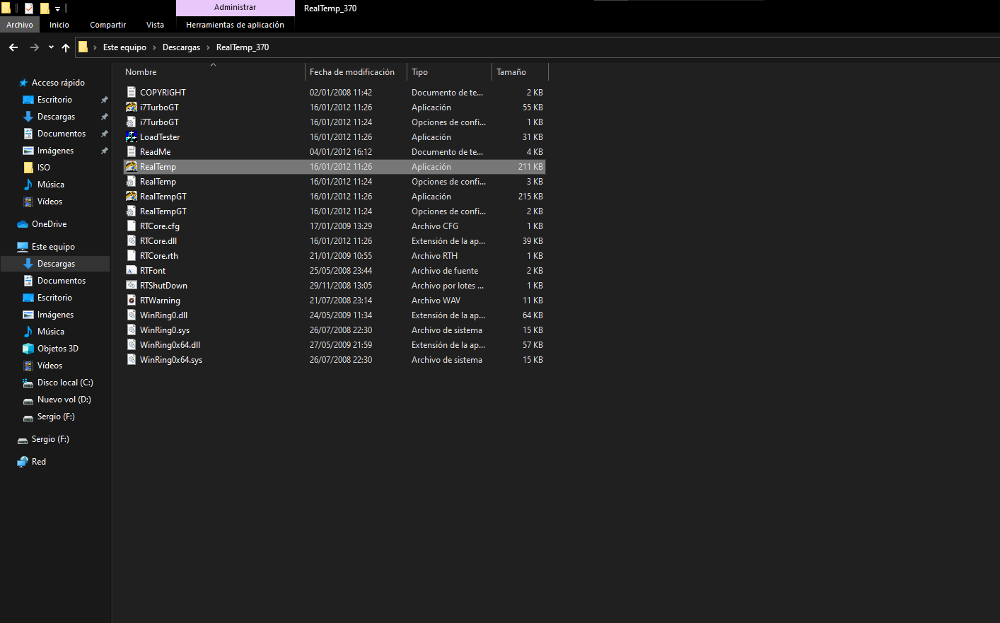 Administrar
RealTemp_370
Archivo Inicio Compartir Vista Herramientas de aplicación
Este equipo Descargas RealTemp_370
Nombre Fecha de modificación Tipo Tamaño
Acceso rápido
Escritorio
Descargas
Documentos
Imágenes
ISO
Música
Vídeos
OneDrive
Este equipo
Descargas
Documentos
Escritorio
Imágenes
Música
Objetos 3D
Vídeos
Disco local (C:)
Nuevo vol (D:)
Sergio (F:)
Sergio (F:)
Red
COPYRIGHT 02/01/2008 11:42 Documento de te... 2 KB
i7TurboGT 16/01/2012 11:26 Aplicación 55 KB
i7TurboGT 16/01/2012 11:24 Opciones de confi... 1 KB
LoadTester 16/01/2012 11:26 Aplicación 31 KB
ReadMe 04/01/2012 16:12 Documento de te... 4 KB
RealTemp 16/01/2012 11:26 Aplicación 211 KB
RealTemp 16/01/2012 11:24 Opciones de confi... 3 KB
RealTempGT 16/01/2012 11:26 Aplicación 215 KB
RealTempGT 16/01/2012 11:24 Opciones de confi... 2 KB
RTCore.cfg 17/01/2009 13:29 Archivo CFG 1 KB
RTCore.dll 16/01/2012 11:26 Extensión de la ap... 39 KB
RTCore.rth 21/01/2009 10:55 Archivo RTH 1 KB
RTFont 25/05/2008 23:44 Archivo de fuente 2 KB
RTShutDown 29/11/2008 13:05 Archivo por lotes ... 1 KB
RTWarning 21/07/2008 23:14 Archivo WAV 11 KB
WinRing0.dll 24/05/2009 11:34 Extensión de la ap... 64 KB
WinRing0.sys 26/07/2008 22:30 Archivo de sistema 15 KB
WinRing0x64.dll 27/05/2009 21:59 Extensión de la ap... 57 KB
WinRing0x64.sys 26/07/2008 22:30 Archivo de sistema 15 KB